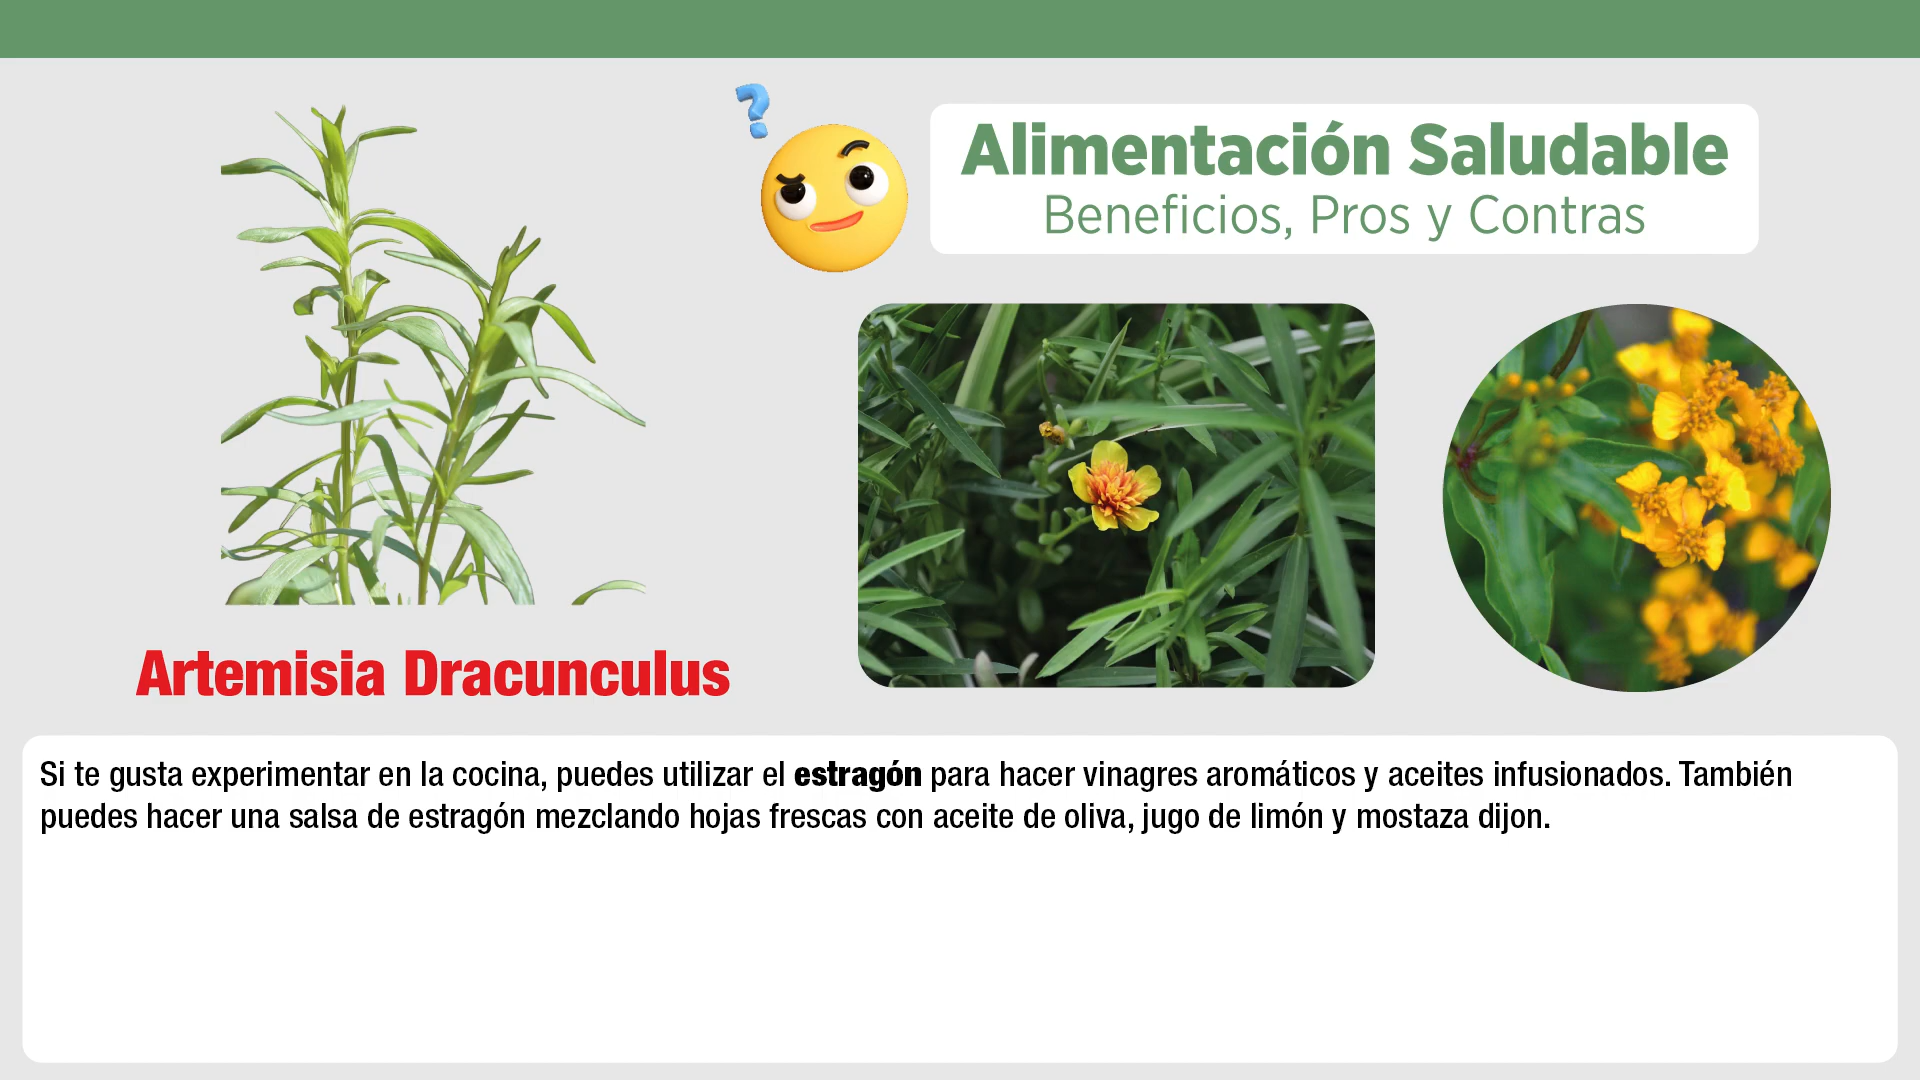 Alimentación Saludable
Beneficios, Pros y Contras
Artemisia Dracunculus
Si te gusta experimentar en la cocina, puedes utilizar el estragón para hacer vinagres aromáticos y aceites infusionados. También
puedes hacer una salsa de estragón mezclando hojas frescas con aceite de oliva, jugo de limón y mostaza dijon.